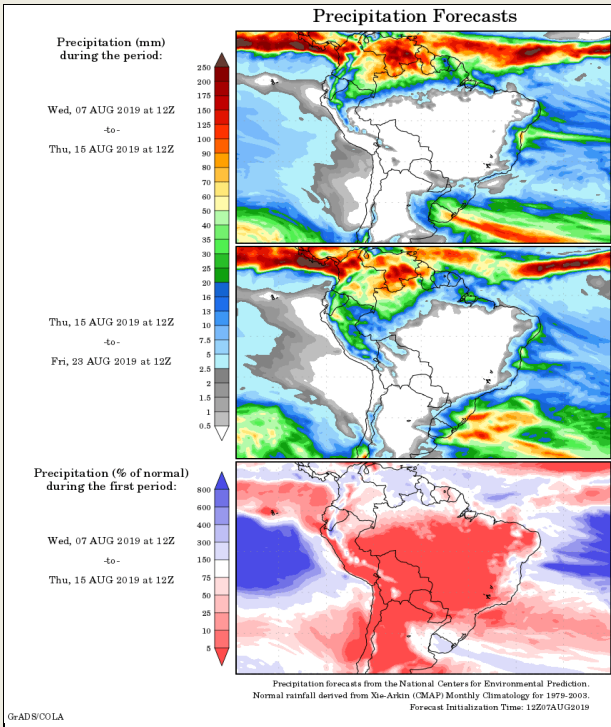 Precipitation Forecasts
Precipitation (mm)
during the period:
Wed, 07 AUG 2019 at 12Z
-to-
Thu, 15 AUG 2019 at 12Z
250
200
175
150
125
100
90
80
70
60
50
40
35
30
25
20
16
13
10
7.5
5
2.5
2
1.5
1
0.5
Thu, 15 AUG 2019 at 12Z
-to-
Fri, 23 AUG 2019 at 12Z
Precipitation (% of normal)
during the first period:
Wed, 07 AUG 2019 at 12Z
-to-
Thu, 15 AUG 2019 at 12Z
800
600
400
300
150
75
50
25
10
5
Precipitation forecasts from the National Centers for Environmental Prediction.
Normal rainfall derived from Xie-Arkin (CMAP) Monthly Climatology for 1979-2003.
Forecast Initialization Time: 12Z07AUG2019
GrADS/COLA